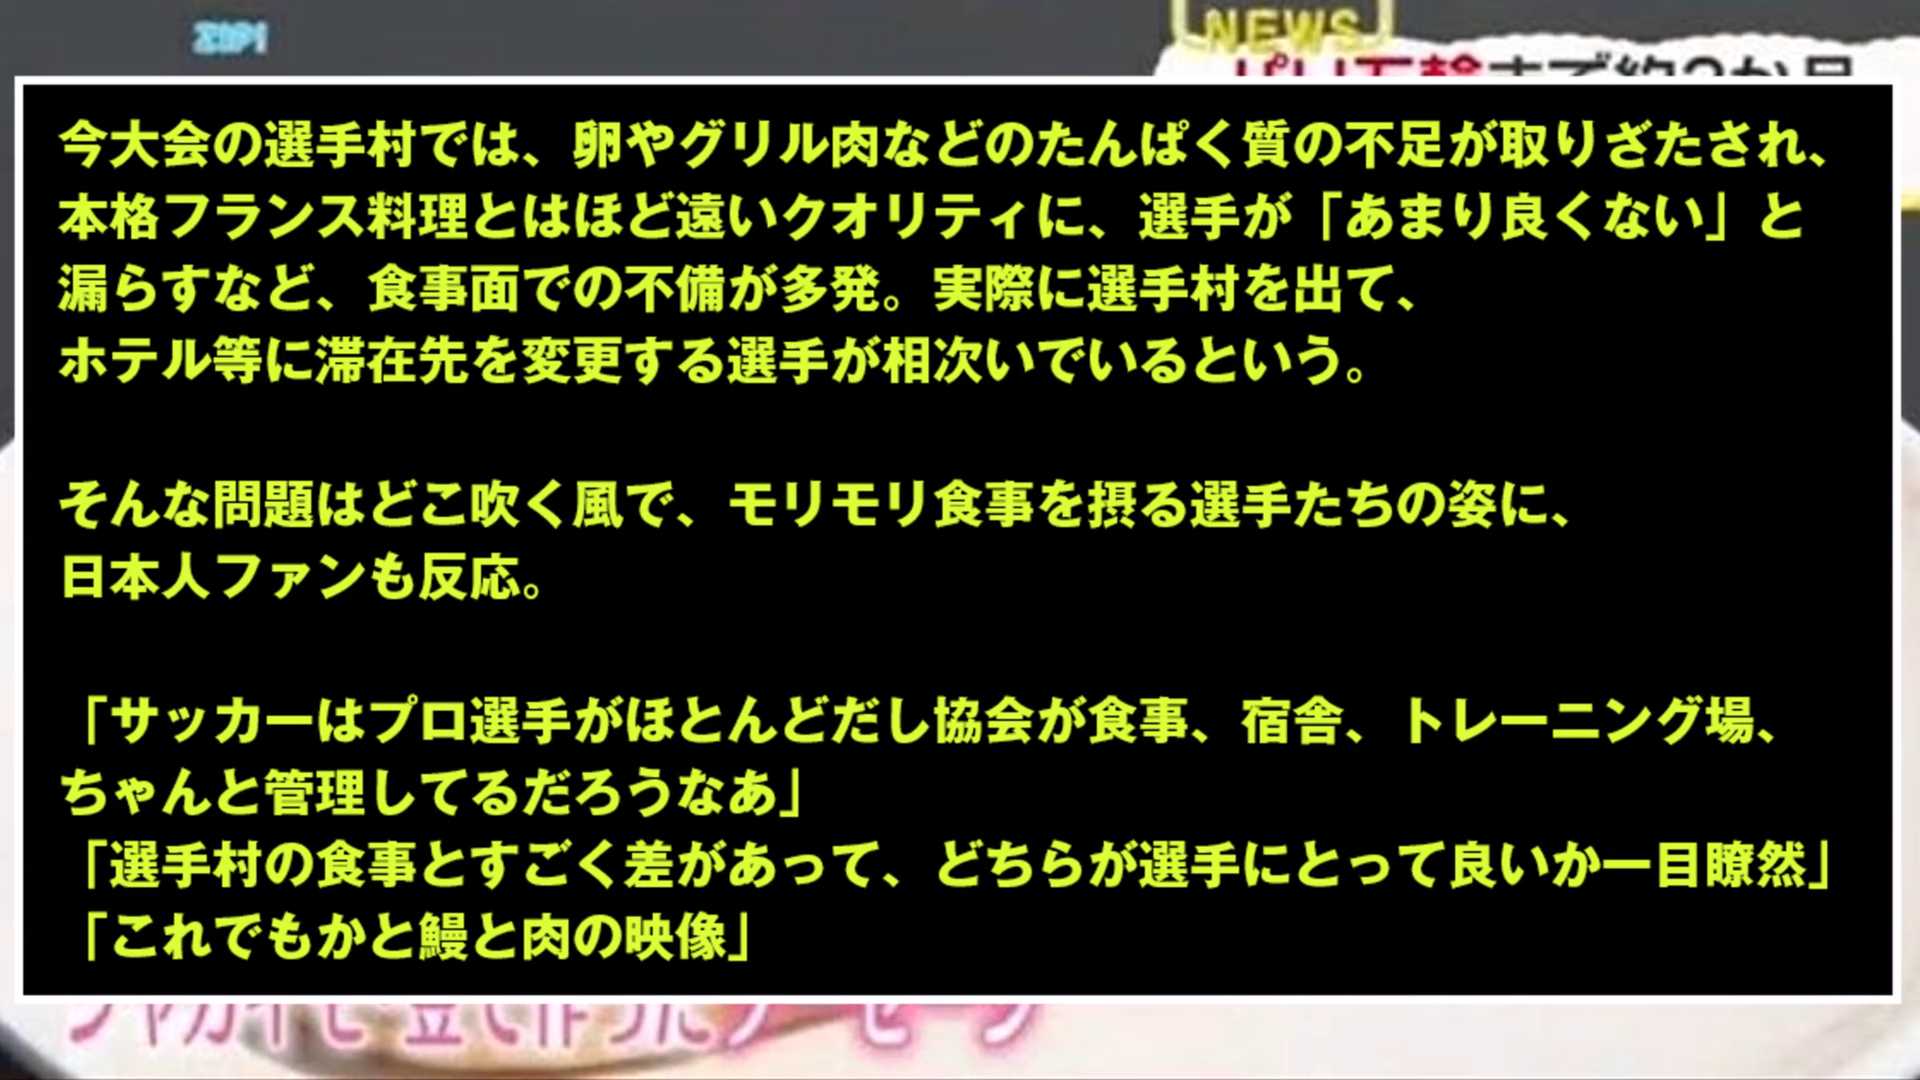 ZIP!
NEWS
パリ五輪まで約2か月
今大会の選手村では、卵やグリル肉などのたんぱく質の不足が取りざたされ、
本格フランス料理とはほど遠いクオリティに、選手が「あまり良くない」と
漏らすなど、食事面での不備が多発。実際に選手村を出て、
ホテル等に滞在先を変更する選手が相次いでいるという。
そんな問題はどこ吹く風で、モリモリ食事を摂る選手たちの姿に、
日本人ファンも反応。
「サッカーはプロ選手がほとんどだし協会が食事、宿舎、トレーニング場、
ちゃんと管理してるだろうなあ」
「選手村の食事とすごく差があって、どちらが選手にとって良いか一目瞭然」
「これでもかと鰻と肉の映像」